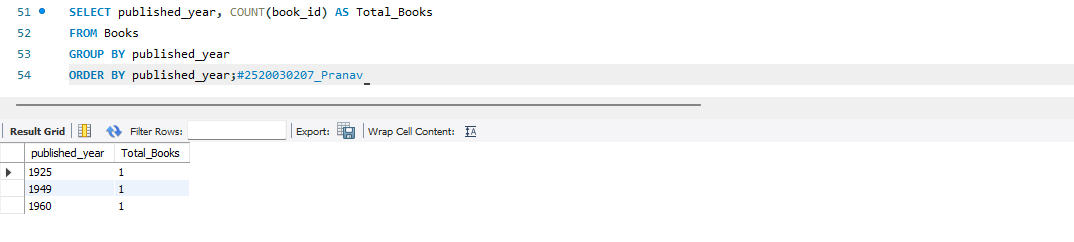 51 SELECT published_year, COUNT(book_id) AS Total_Books
52 FROM Books
53 GROUP BY published_year
54 ORDER BY published_year;#2520030207_Pranav
Result Grid Filter Rows: Export: Wrap Cell Content: IA
published_year Total_Books
1925 1
1949 1
1960 1